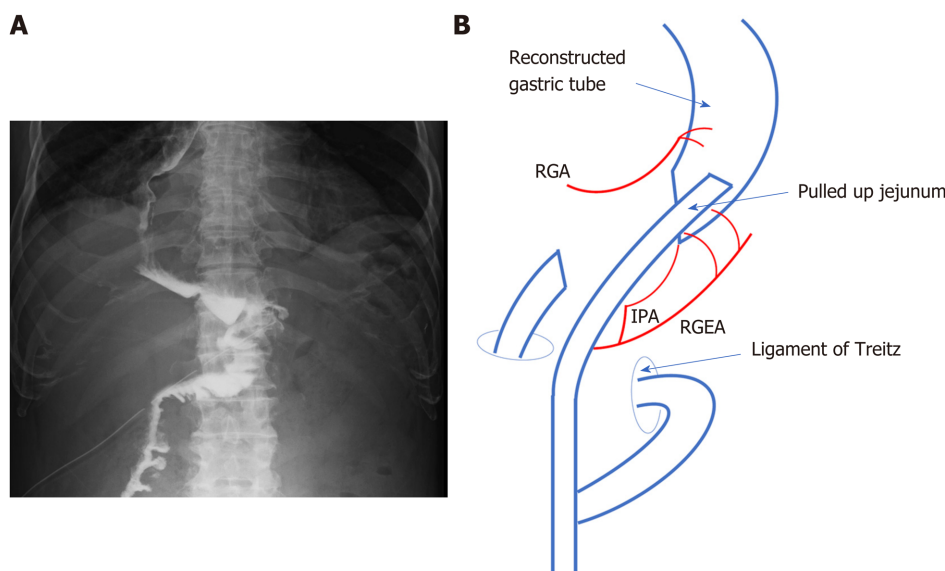 A
B
Reconstructed
gastric tube
RGA
Pulled up jejunum
IPA
RGEA
Ligament of Treitz